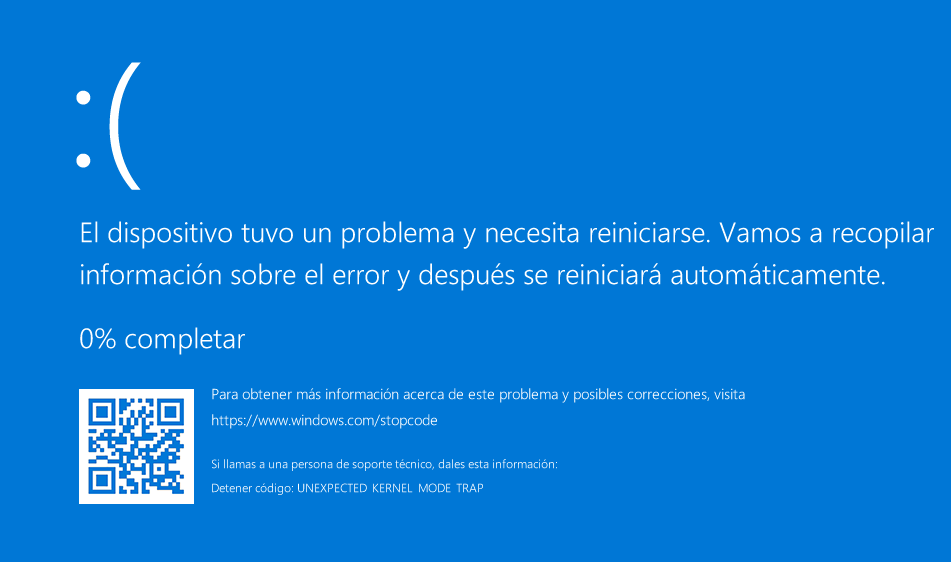 :(
El dispositivo tuvo un problema y necesita reiniciarse. Vamos a recopilar
información sobre el error y después se reiniciará automáticamente.
0% completar
Para obtener más información acerca de este problema y posibles correcciones, visita
https://www.windows.com/stopcode
Si llamas a una persona de soporte técnico, dales esta información:
Detener código: UNEXPECTED KERNEL MODE TRAP